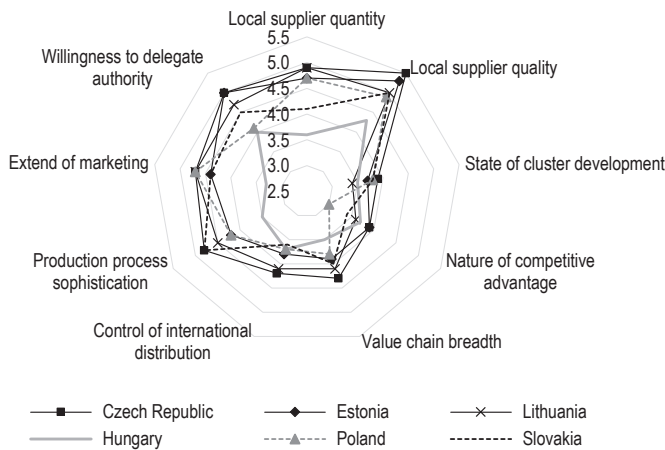 Local supplier quantity
5.5
5.0
4.5
4.0
3.5
3.0
2.5
Willingness to delegate
authority
Local supplier quality
Extend of marketing
State of cluster development
Production process
sophistication
Nature of competitive
advantage
Control of international
distribution
Value chain breadth
Czech Republic
Estonia
Lithuania
Hungary
Poland
Slovakia